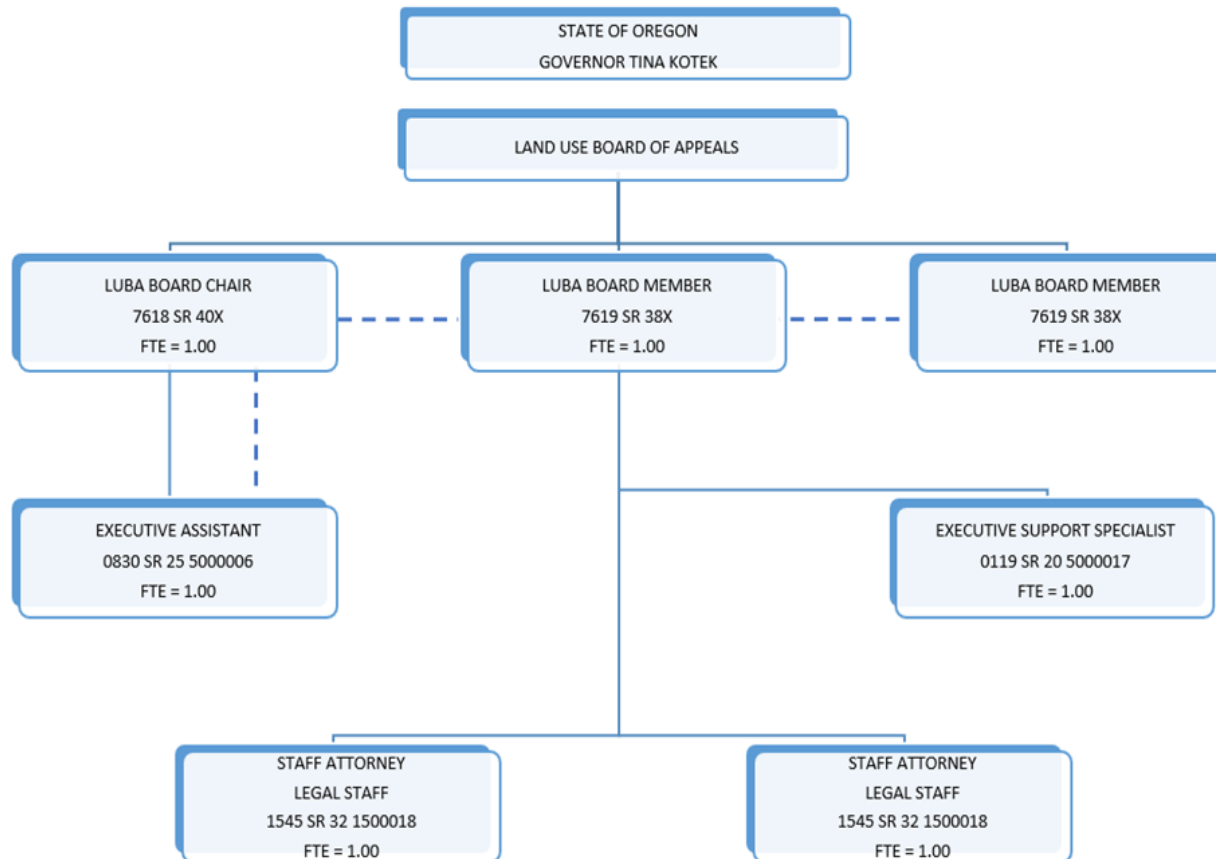 STATE OF OREGON
GOVERNOR TINA KOTEK
LAND USE BOARD OF APPEALS
LUBA BOARD CHAIR
7618 SR 40X
FTE = 1.00
LUBA BOARD MEMBER
7619 SR 38X
FTE = 1.00
LUBA BOARD MEMBER
7619 SR 38X
FTE = 1.00
EXECUTIVE ASSISTANT
0830 SR 25 5000006
FTE = 1.00
EXECUTIVE SUPPORT SPECIALIST
0119 SR 20 5000017
FTE = 1.00
STAFF ATTORNEY
LEGAL STAFF
1545 SR 32 1500018
FTE = 1.00
STAFF ATTORNEY
LEGAL STAFF
1545 SR 32 1500018
FTE = 1.00